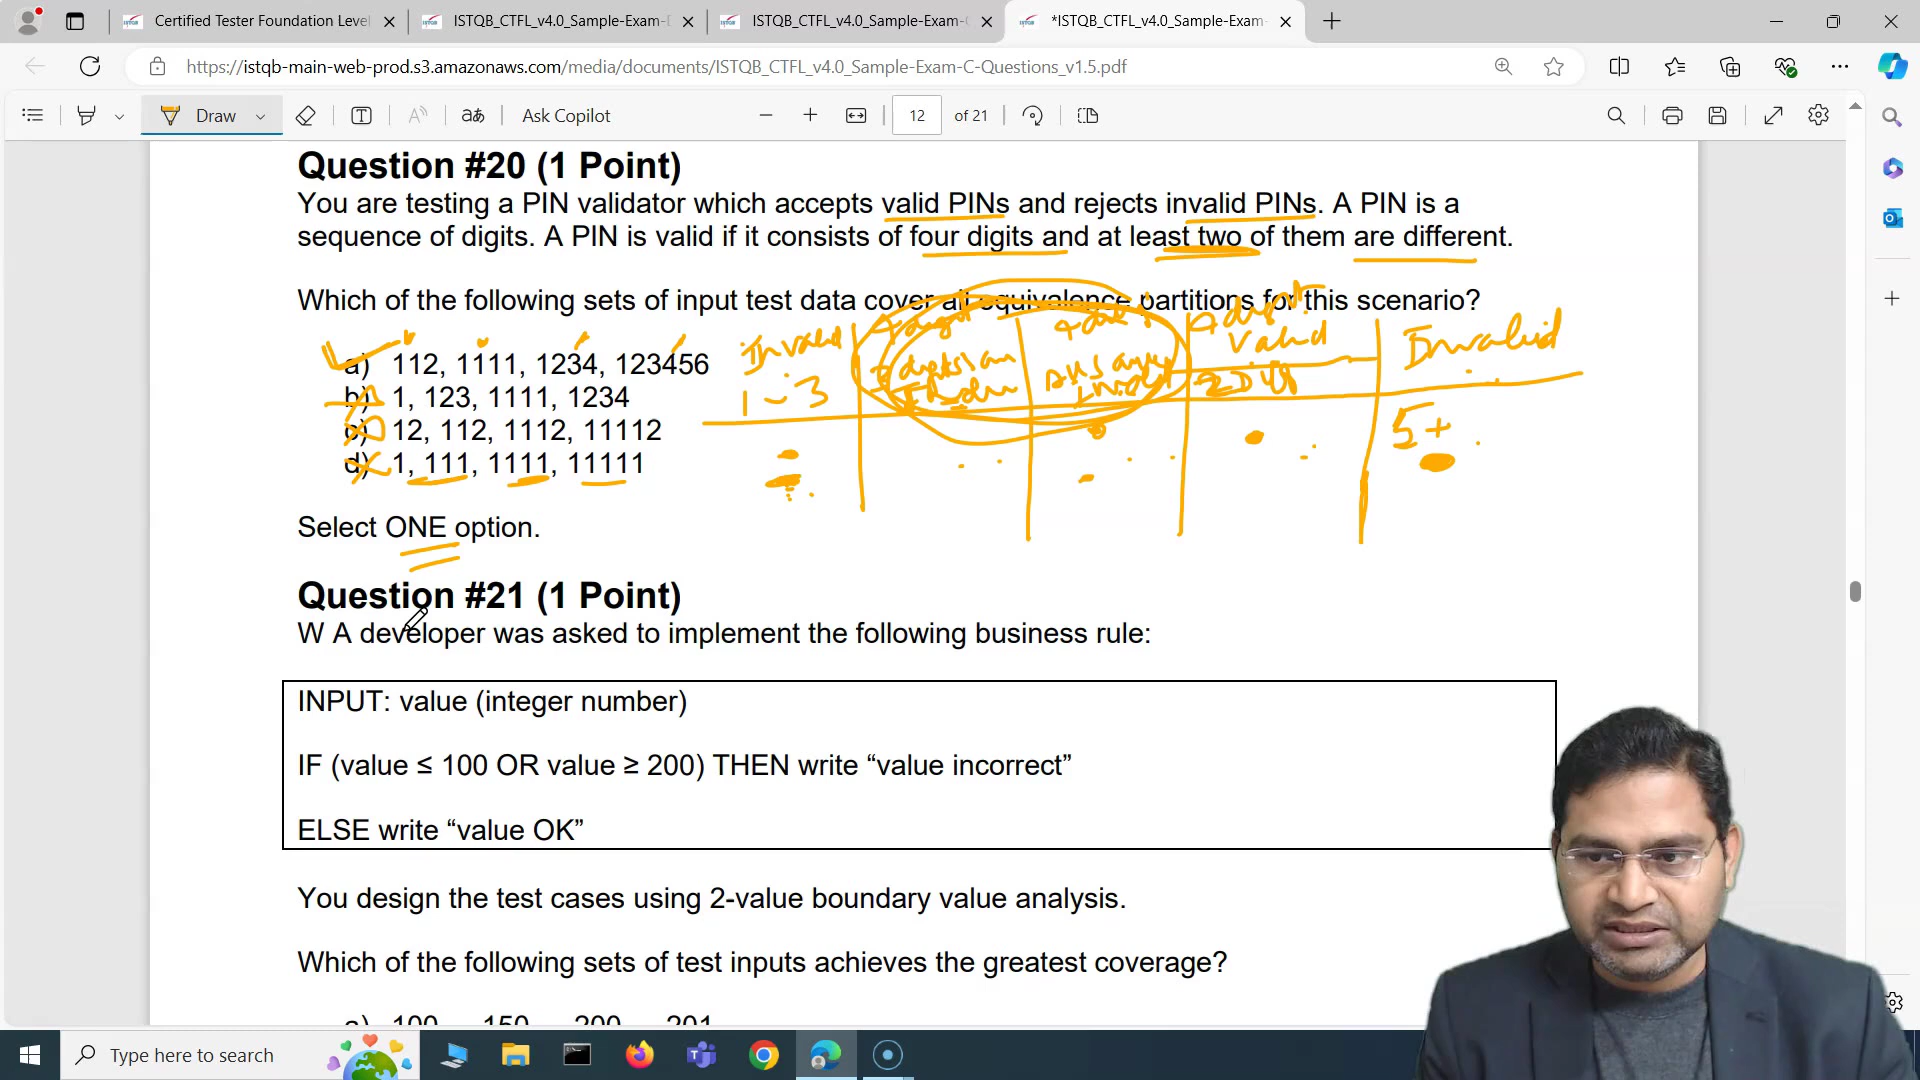 Certified Tester Foundation Level
ISTQB_CTFL_v4.0_Sample-Exam-
ISTQB_CTFL_v4.0_Sample-Exam-
*ISTQB_CTFL_v4.0_Sample-Exam-
https://istqb-main-web-prod.s3.amazonaws.com/media/documents/ISTQB_CTFL_v4.0_Sample-Exam-C-Questions_v1.5.pdf
Draw
aあ
Ask Copilot
12 of 21
Question #20 (1 Point)
You are testing a PIN validator which accepts valid PINs and rejects invalid PINs. A PIN is a
sequence of digits. A PIN is valid if it consists of four digits and at least two of them are different.
Which of the following sets of input test data cover all equivalence partitions for this scenario?
Invalid
Valid
Invalid
1 - 3
5+
a) 112, 1111, 1234, 123456
b) 1, 123, 1111, 1234
c) 12, 112, 1112, 11112
d) 1, 111, 1111, 11111
Select ONE option.
Question #21 (1 Point)
W A developer was asked to implement the following business rule:
INPUT: value (integer number)
IF (value ≤ 100 OR value ≥ 200) THEN write “value incorrect”
ELSE write “value OK”
You design the test cases using 2-value boundary value analysis.
Which of the following sets of test inputs achieves the greatest coverage?
a) 100, 150, 200, 201
Type here to search